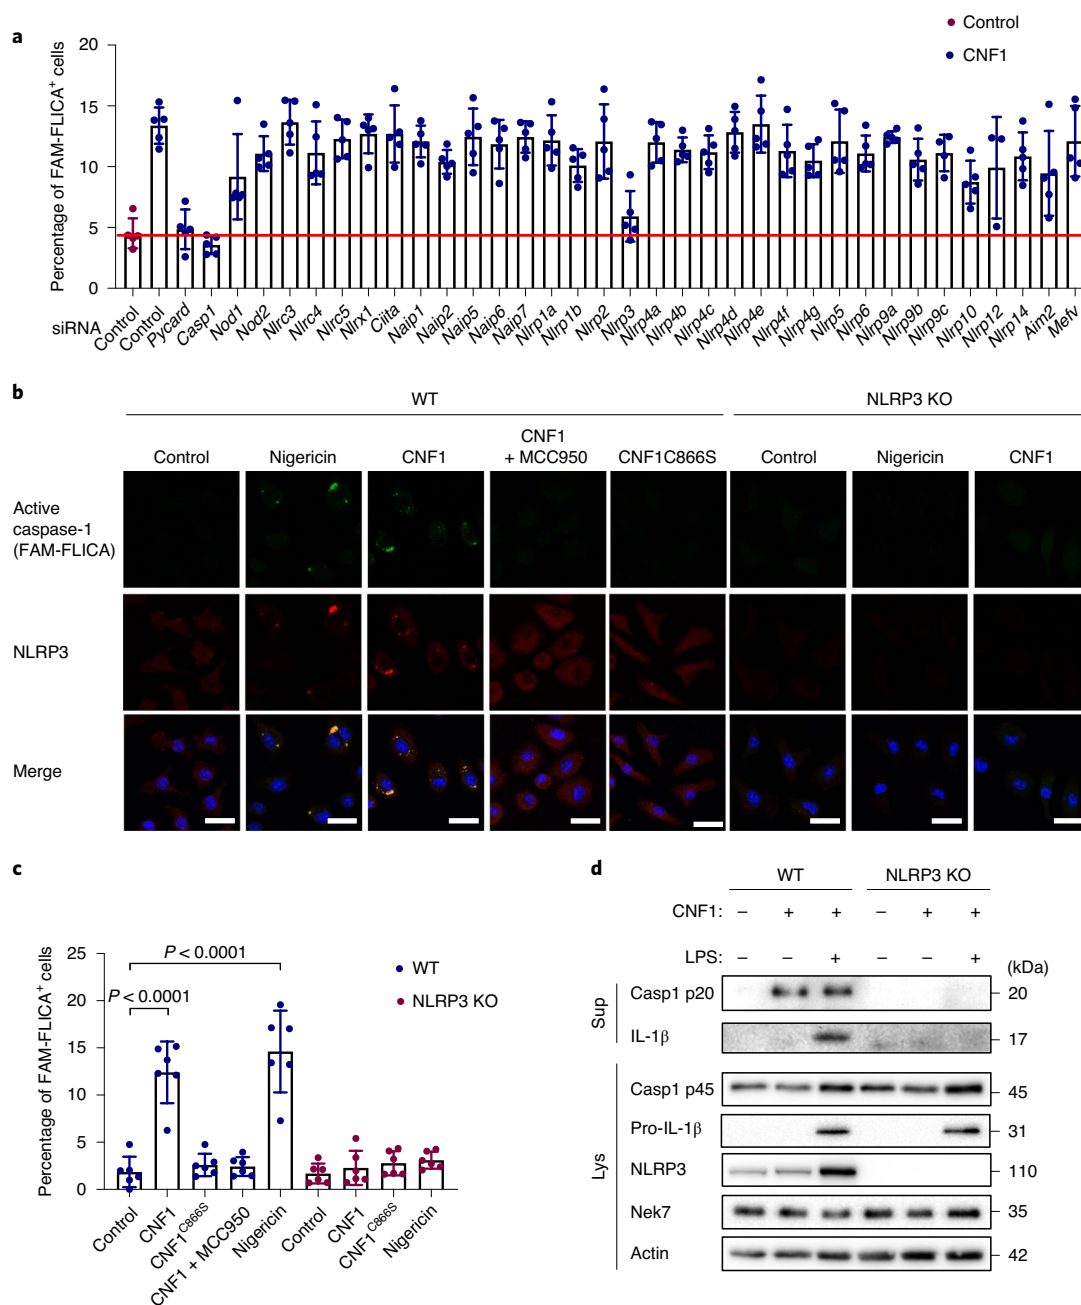 a
Control
CNF1
Percentage of FAM-FLICA+ cells
20
15
10
5
0
siRNA
Control
Control
Pycard
Casp1
Nod1
Nod2
Nlrc3
Nlrc4
Nlrc5
Nlrx1
Ciita
Naip1
Naip2
Naip5
Naip6
Naip7
Nlrp1a
Nlrp1b
Nlrp2
Nlrp3
Nlrp4a
Nlrp4b
Nlrp4c
Nlrp4d
Nlrp4e
Nlrp4f
Nlrp4g
Nlrp5
Nlrp6
Nlrp9a
Nlrp9b
Nlrp9c
Nlrp10
Nlrp12
Nlrp14
Aim2
Mefv
b
WT
NLRP3 KO
Control
Nigericin
CNF1
CNF1
+ MCC950
CNF1C866S
Control
Nigericin
CNF1
Active
caspase-1
(FAM-FLICA)
NLRP3
Merge
c
Percentage of FAM-FLICA+ cells
25
20
15
10
5
0
P < 0.0001
P < 0.0001
WT
NLRP3 KO
Control
CNF1
CNF1C866S
CNF1 + MCC950
Nigericin
Control
CNF1
CNF1C866S
Nigericin
d
WT NLRP3 KO
CNF1: – + + – + +
LPS: – – + – – +
(kDa)
Sup
Casp1 p20 20
IL-1β 17
Lys
Casp1 p45 45
Pro-IL-1β 31
NLRP3 110
Nek7 35
Actin 42